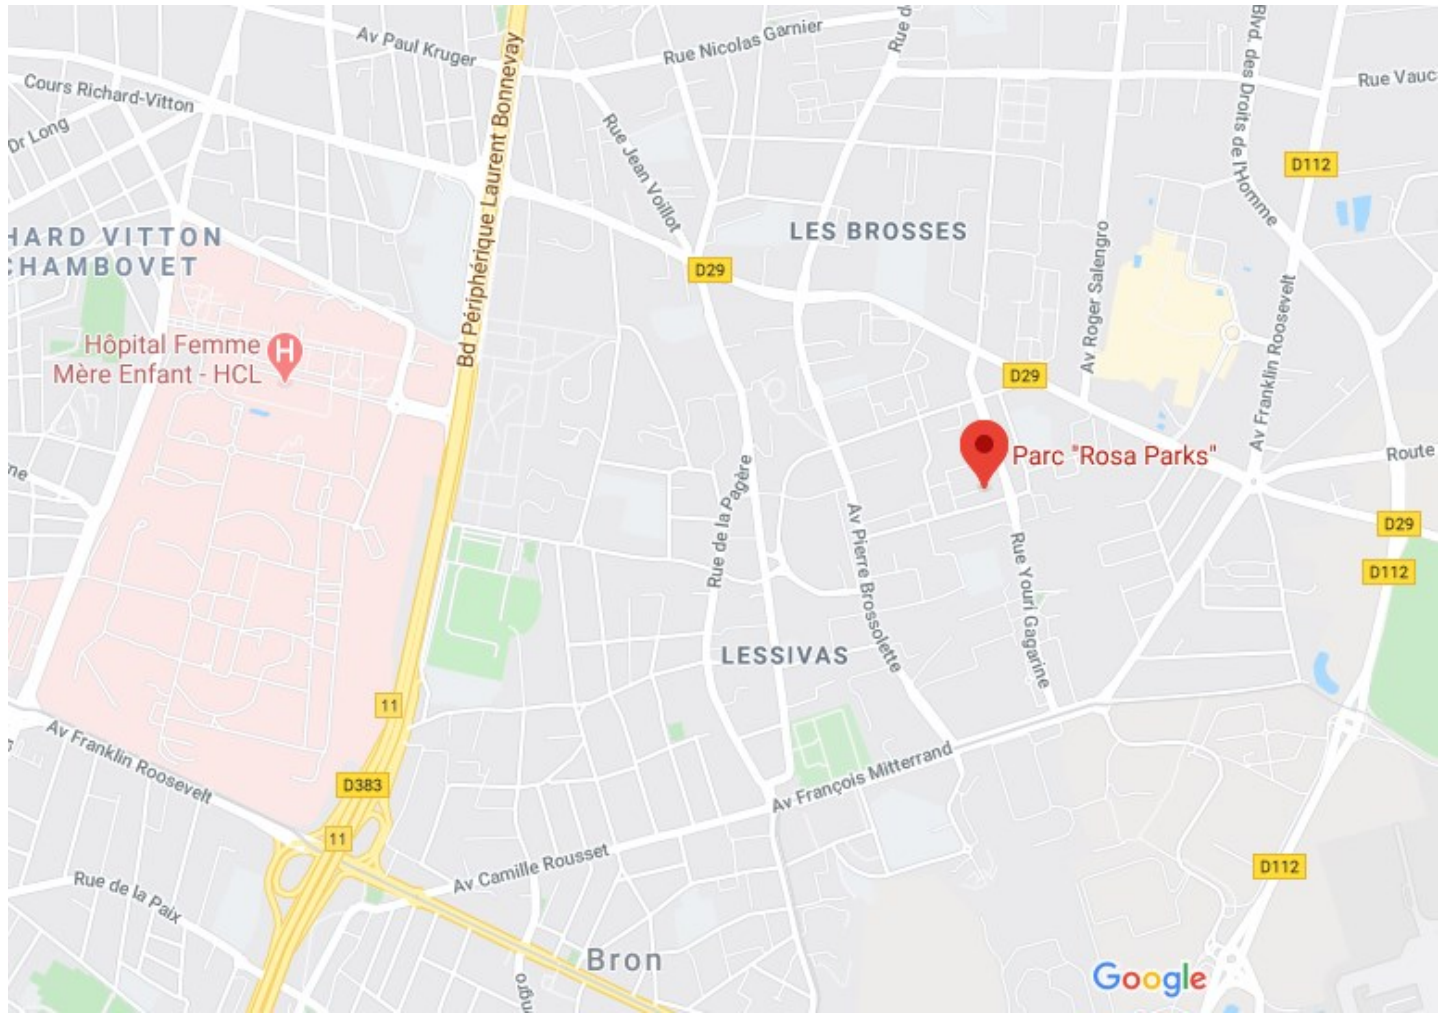 Av Paul Kruger
Rue Nicolas Garnier
Rue d
Blvd. des Droits de l'Homme
Rue Vauc
Cours Richard-Vitton
Dr Long
Bd Périphérique Laurent Bonnevay
Rue Jean Voillot
D112
HARD VITTON
CHAMBOVET
LES BROSSES
D29
Av Roger Salengro
Av Franklin Roosevelt
Hôpital Femme
Mère Enfant - HCL
H
D29
Parc "Rosa Parks"
Route
ne
Rue de la Pagère
Av Pierre Brossolette
Rue Youri Gagarine
D29
D112
LESSIVAS
11
Av Franklin Roosevelt
D383
Av François Mitterrand
11
Av Camille Rousset
D112
Rue de la Paix
Bron
Google